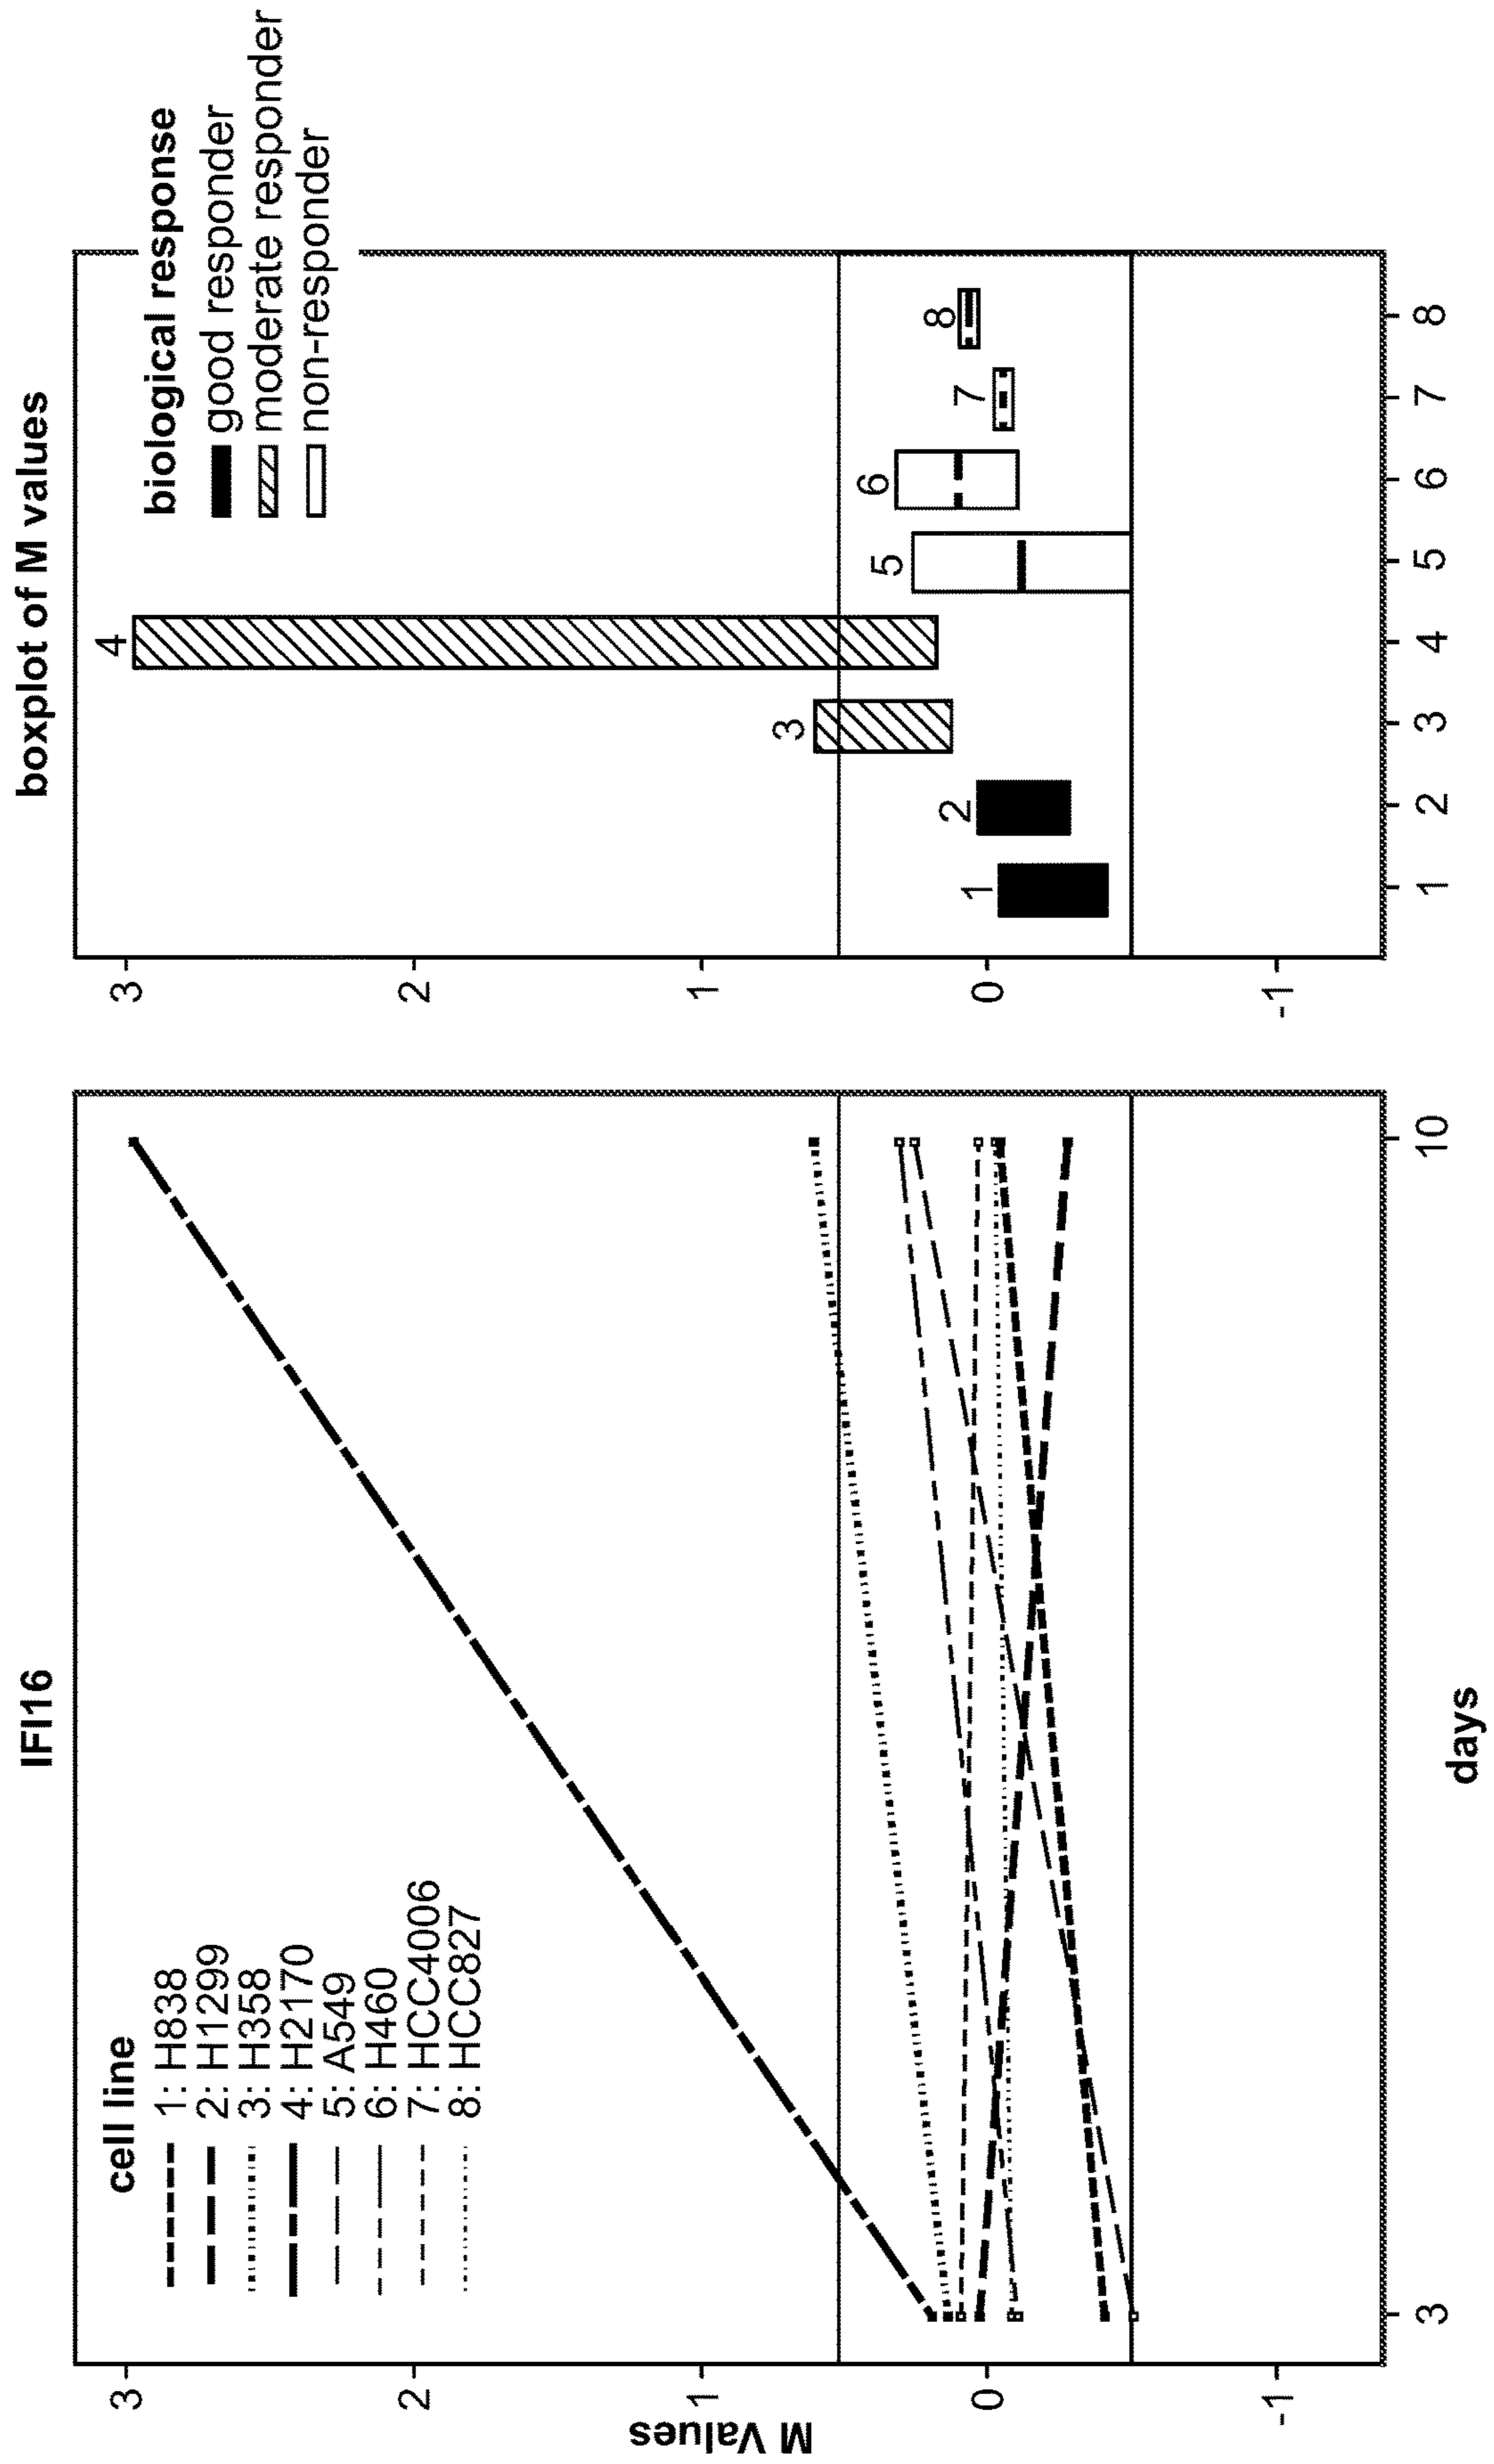 IFI16
M Values
3
2
1
0
-1
cell line
1: H838
2: H1299
3: H358
4: H2170
5: A549
6: H460
7: HCC4006
8: HCC827
3
10
days
boxplot of M values
3
2
1
0
-1
biological response
good responder
moderate responder
non-responder
1
2
3
4
5
6
7
8
1
2
3
4
5
6
7
8